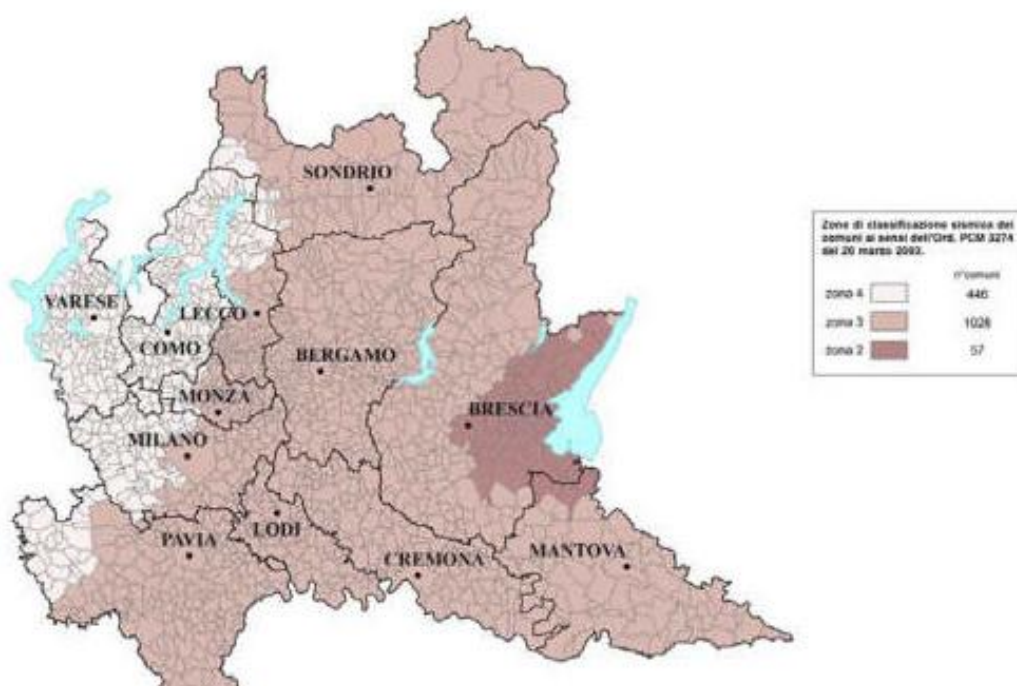 SONDRIO
VARESE
LECCO
COMO
BERGAMO
MONZA
BRESCIA
MILANO
PAVIA
LODI
CREMONA
MANTOVA
Zone di classificazione sismica dei
comuni ai sensi dell'Ord. PCM 3274
del 20 marzo 2003.
n°comuni
zona 4 446
zona 3 1028
zona 2 57